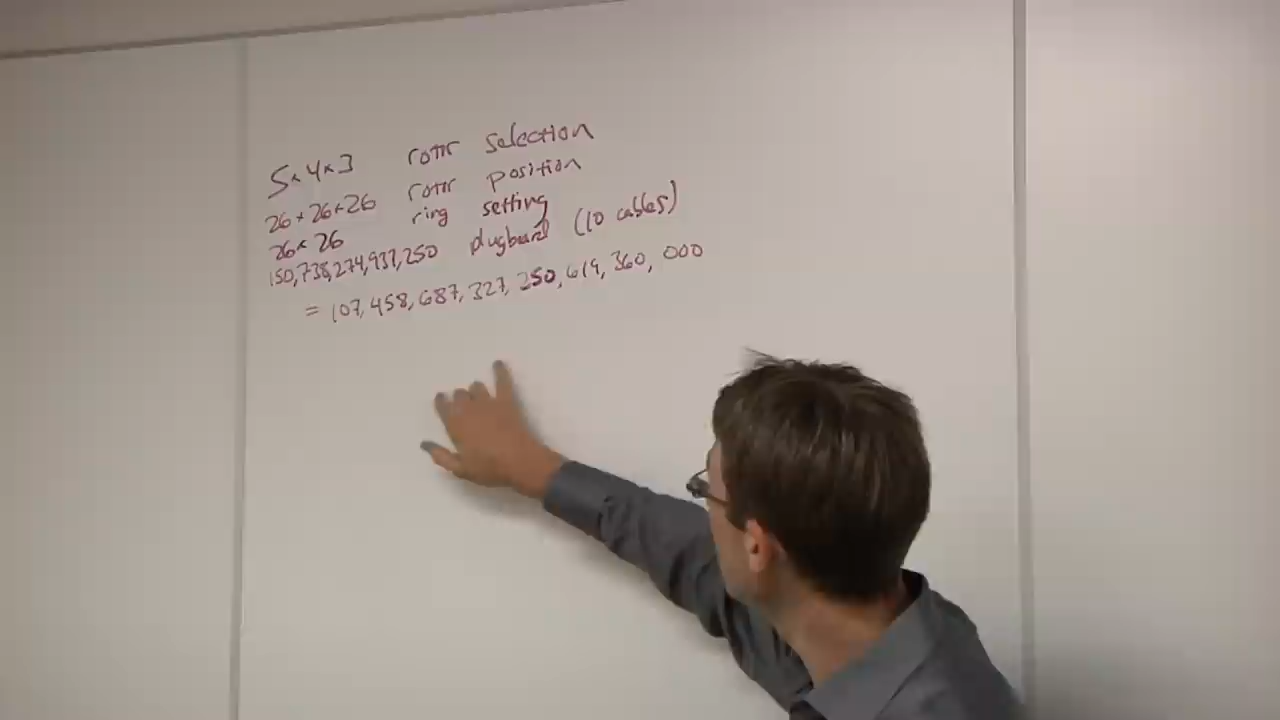 5×4×3 rotor selection
26×26×26 rotor position
26×26 ring setting
150,738,274,937,250 plugboard (10 cables)
= 107,458,687,327,250,619,360,000